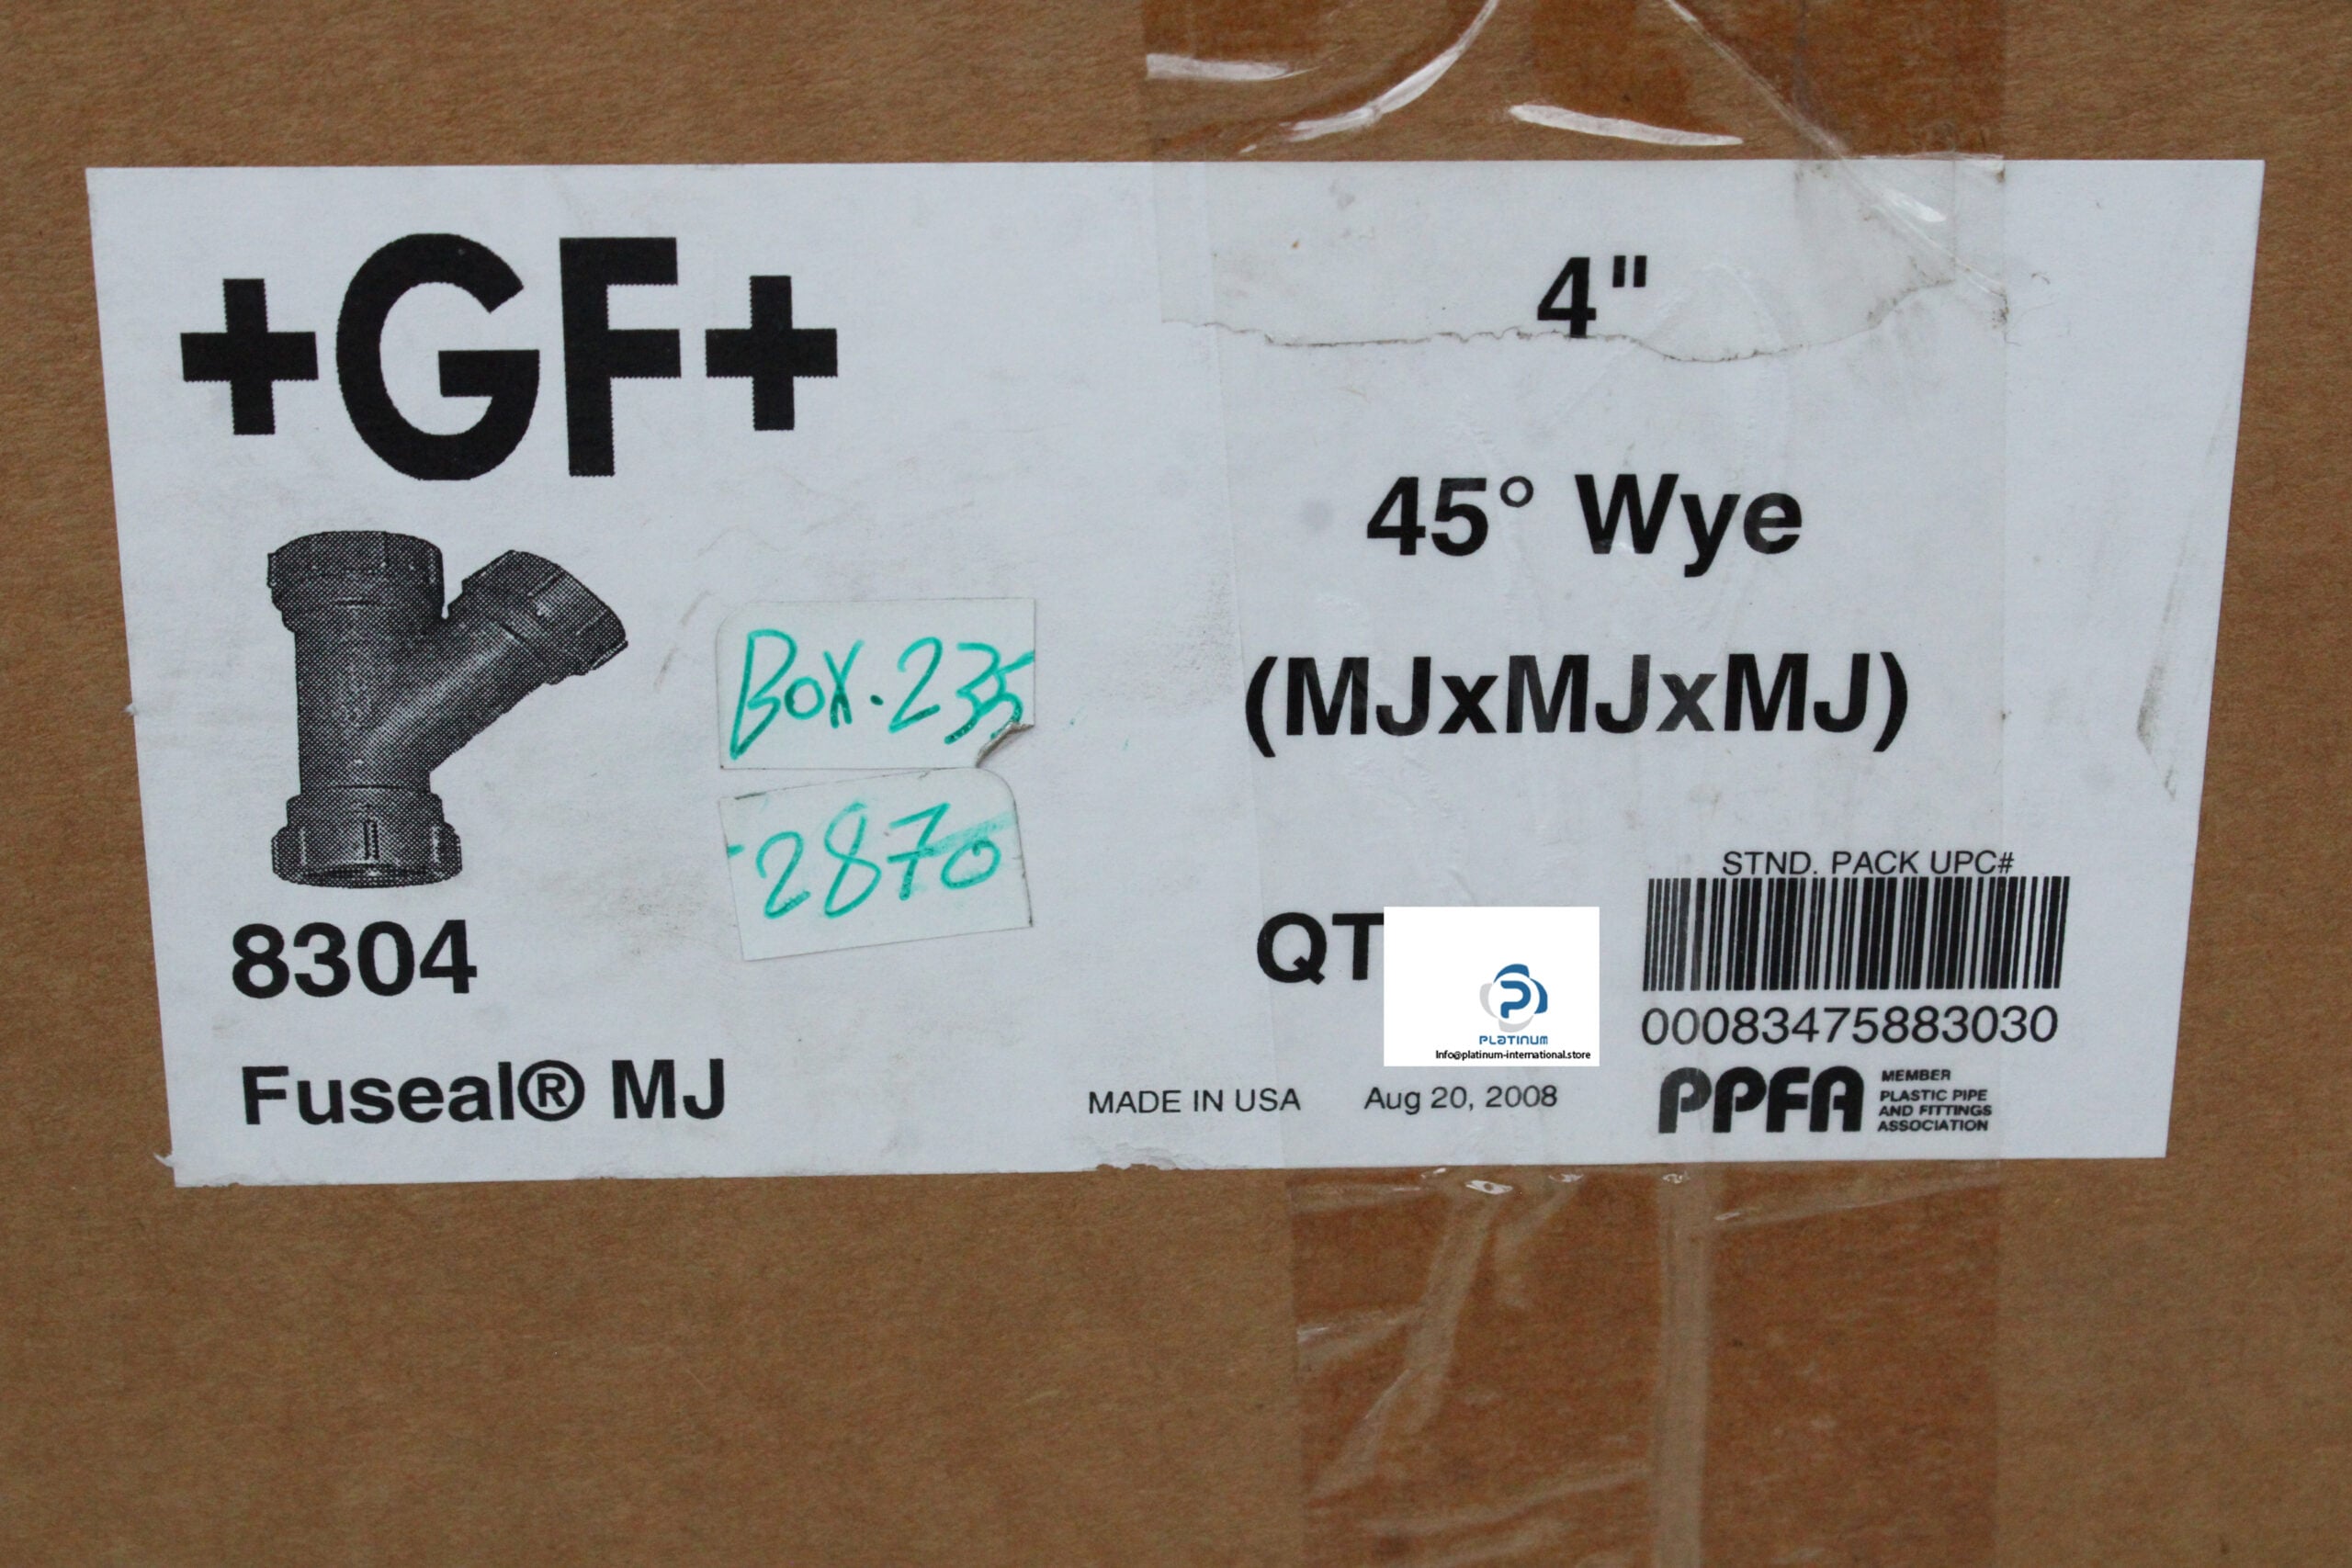 +GF+
4"
45° Wye
(MJxMJxMJ)
Box.235
2870
8304
Fuseal® MJ
STND. PACK UPC#
QT
00083475883030
PLATINUM
Info@platinum-international.store
MADE IN USA Aug 20, 2008
PPFA
MEMBER
PLASTIC PIPE
AND FITTINGS
ASSOCIATION